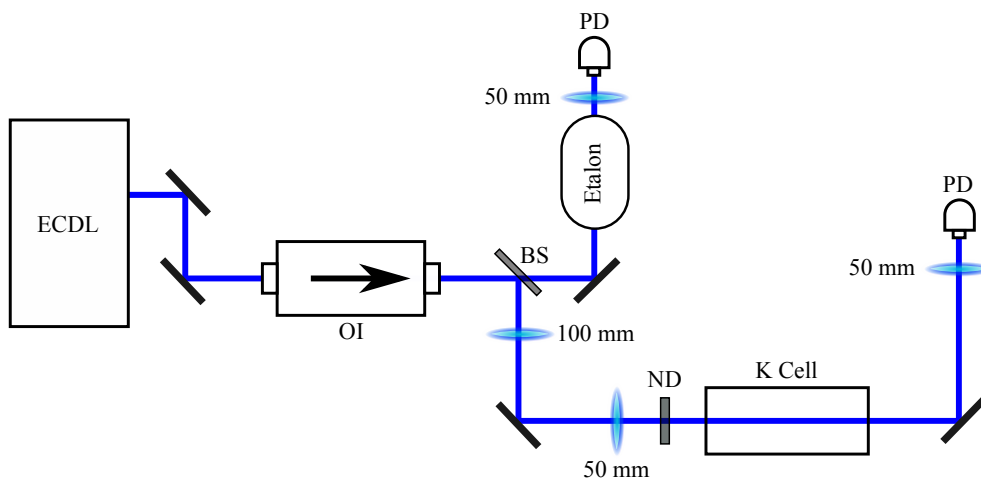 PD
50 mm
ECDL
Etalon
PD
BS
50 mm
OI
100 mm
ND
K Cell
50 mm